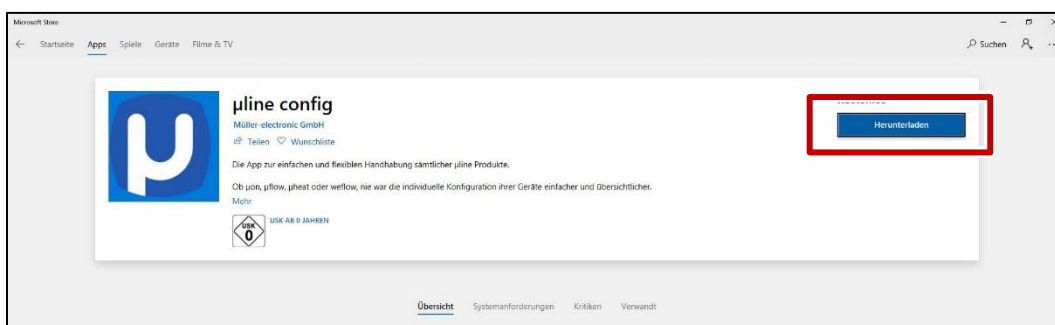 Microsoft Store
Startseite Apps Spiele Geräte Filme & TV Suchen
µ
µline config
Müller-electronic GmbH
Teilen Wunschliste
Die App zur einfachen und flexiblen Handhabung sämtlicher µline Produkte.
Ob µon, µflow, µheat oder weflow, nie war die individuelle Konfiguration ihrer Geräte einfacher und übersichtlicher.
Mehr
USK
0
USK AB 0 JAHREN
Kostenlos
Herunterladen
Übersicht Systemanforderungen Kritiken Verwandt